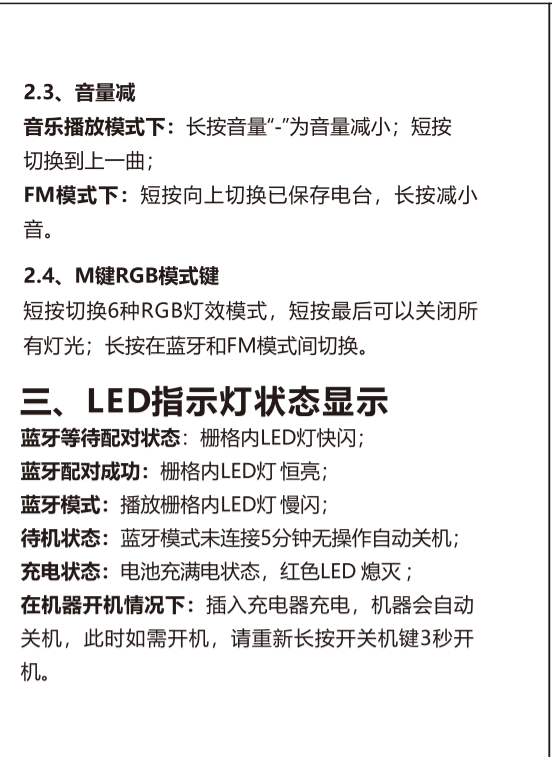 2.3、音量减
音乐播放模式下：长按音量“-”为音量减小；短按
切换到上一曲；
FM模式下：短按向上切换已保存电台，长按减小
音。
2.4、M键RGB模式键
短按切换6种RGB灯效模式，短按最后可以关闭所
有灯光；长按在蓝牙和FM模式间切换。
三、LED指示灯状态显示
蓝牙等待配对状态：栅格内LED灯快闪；
蓝牙配对成功：栅格内LED灯 恒亮；
蓝牙模式：播放栅格内LED灯 慢闪；
待机状态：蓝牙模式未连接5分钟无操作自动关机；
充电状态：电池充满电状态，红色LED 熄灭；
在机器开机情况下：插入充电器充电，机器会自动
关机，此时如需开机，请重新长按开关机键3秒开
机。